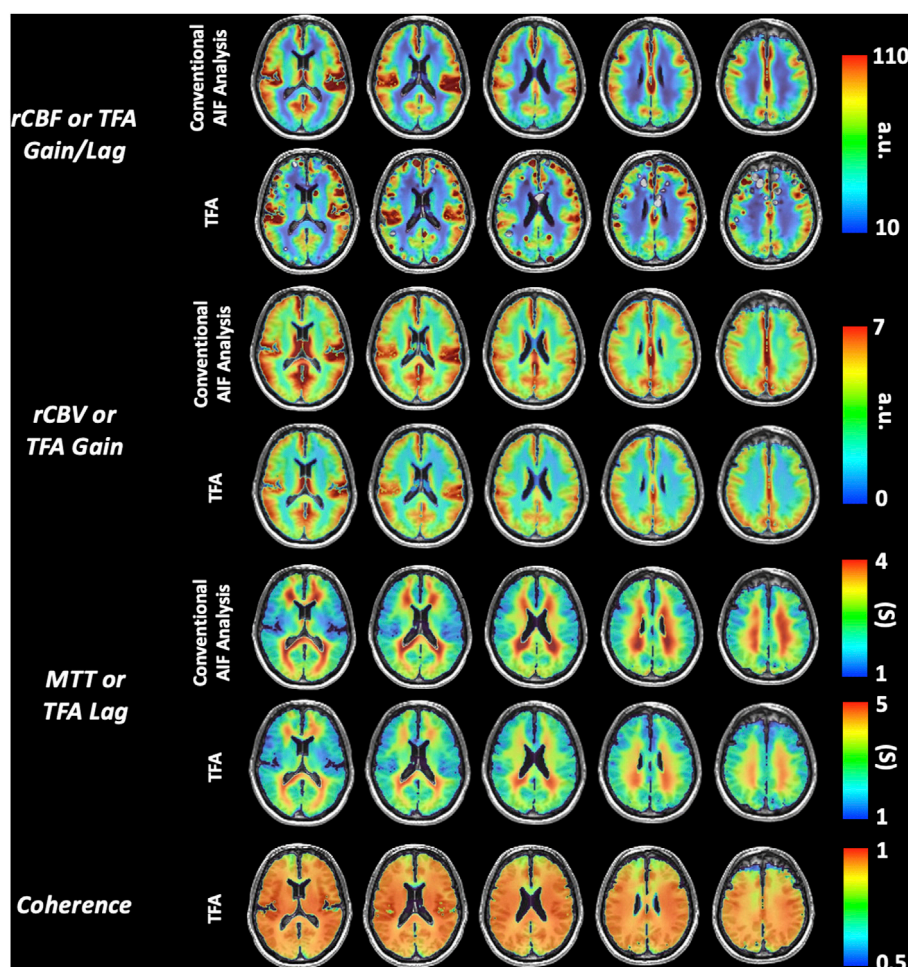 rCBF or TFA
Gain/Lag
Conventional
AIF Analysis
TFA
110
a.u.
10
rCBV or
TFA Gain
Conventional
AIF Analysis
TFA
7
a.u.
0
MTT or
TFA Lag
Conventional
AIF Analysis
4
(S)
1
TFA
5
(S)
1
Coherence
TFA
1
0.5